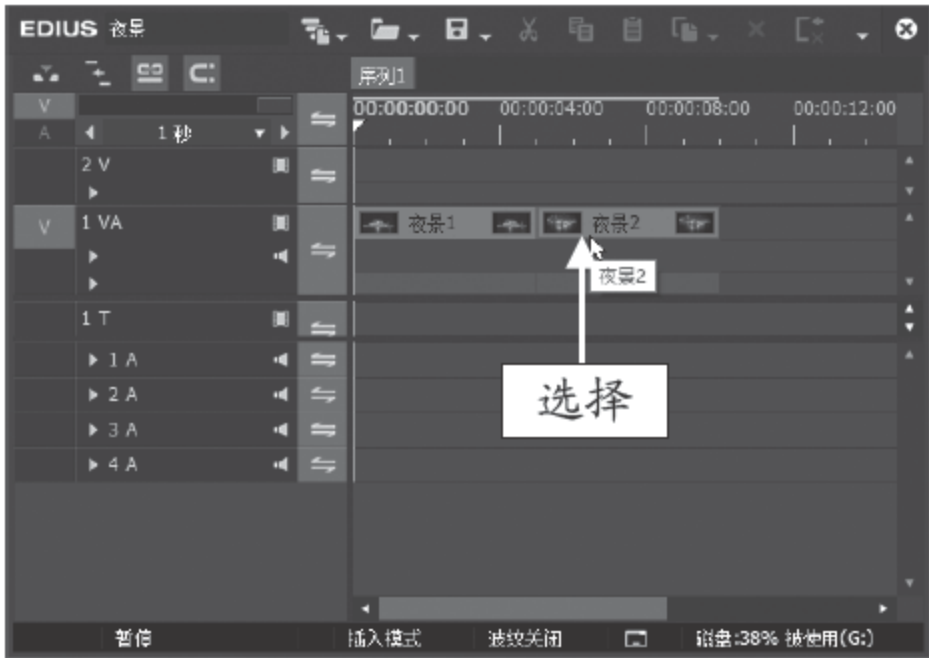 EDIUS 夜景
序列1
V
A
1 秒
00:00:00:00 00:00:04:00 00:00:08:00 00:00:12:00
2 V
V
1 VA
夜景1
夜景2
夜景2
1 T
选择
1 A
2 A
3 A
4 A
暂停 插入模式 波纹关闭 磁盘:38% 被使用(G:)